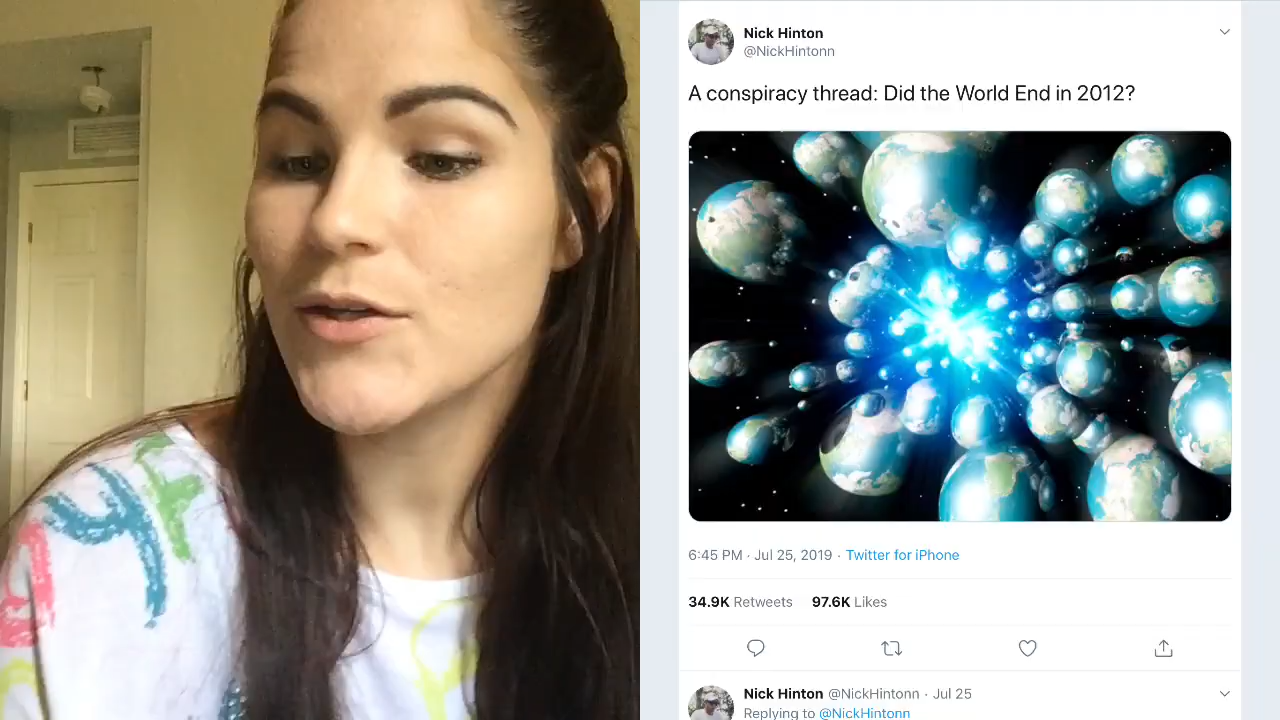 Nick Hinton
@NickHintonn
A conspiracy thread: Did the World End in 2012?
6:45 PM · Jul 25, 2019 · Twitter for iPhone
34.9K Retweets 97.6K Likes
Nick Hinton @NickHintonn · Jul 25
Replying to @NickHintonn